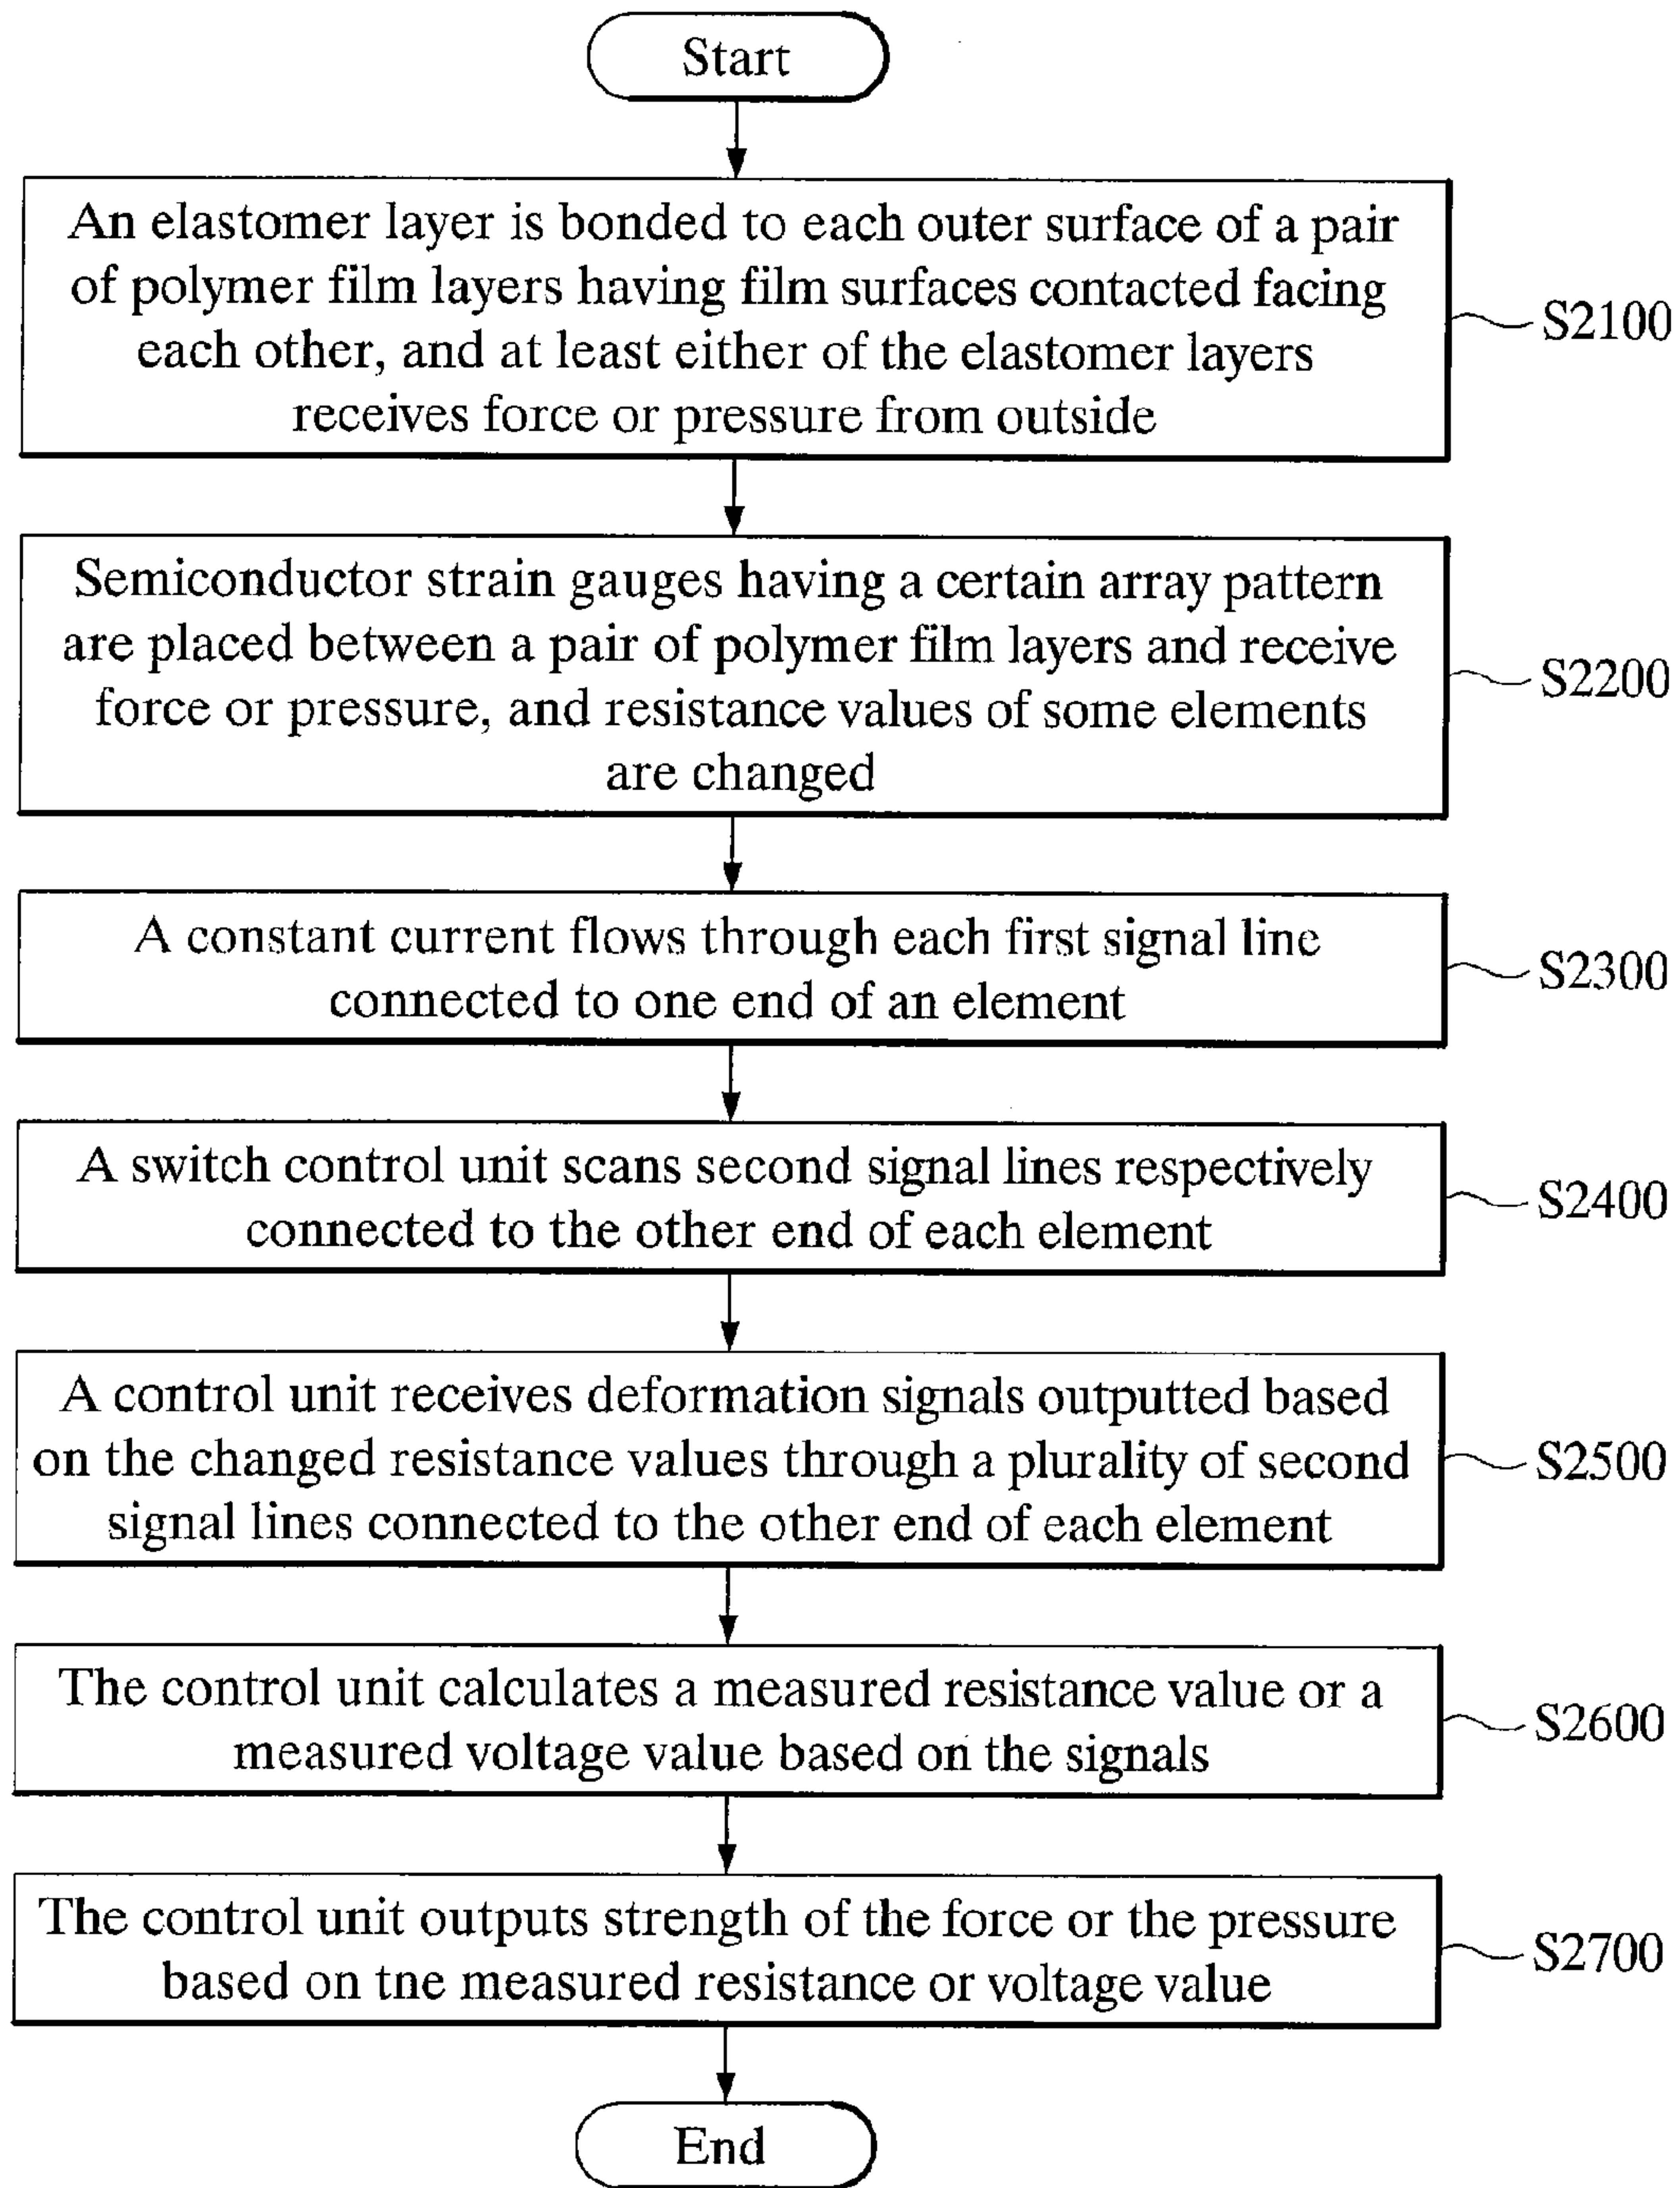 Start
An elastomer layer is bonded to each outer surface of a pair
of polymer film layers having film surfaces contacted facing
each other, and at least either of the elastomer layers
receives force or pressure from outside
S2100
Semiconductor strain gauges having a certain array pattern
are placed between a pair of polymer film layers and receive
force or pressure, and resistance values of some elements
are changed
S2200
A constant current flows through each first signal line
connected to one end of an element
S2300
A switch control unit scans second signal lines respectively
connected to the other end of each element
S2400
A control unit receives deformation signals outputted based
on the changed resistance values through a plurality of second
signal lines connected to the other end of each element
S2500
The control unit calculates a measured resistance value or a
measured voltage value based on the signals
S2600
The control unit outputs strength of the force or the pressure
based on tne measured resistance or voltage value
S2700
End